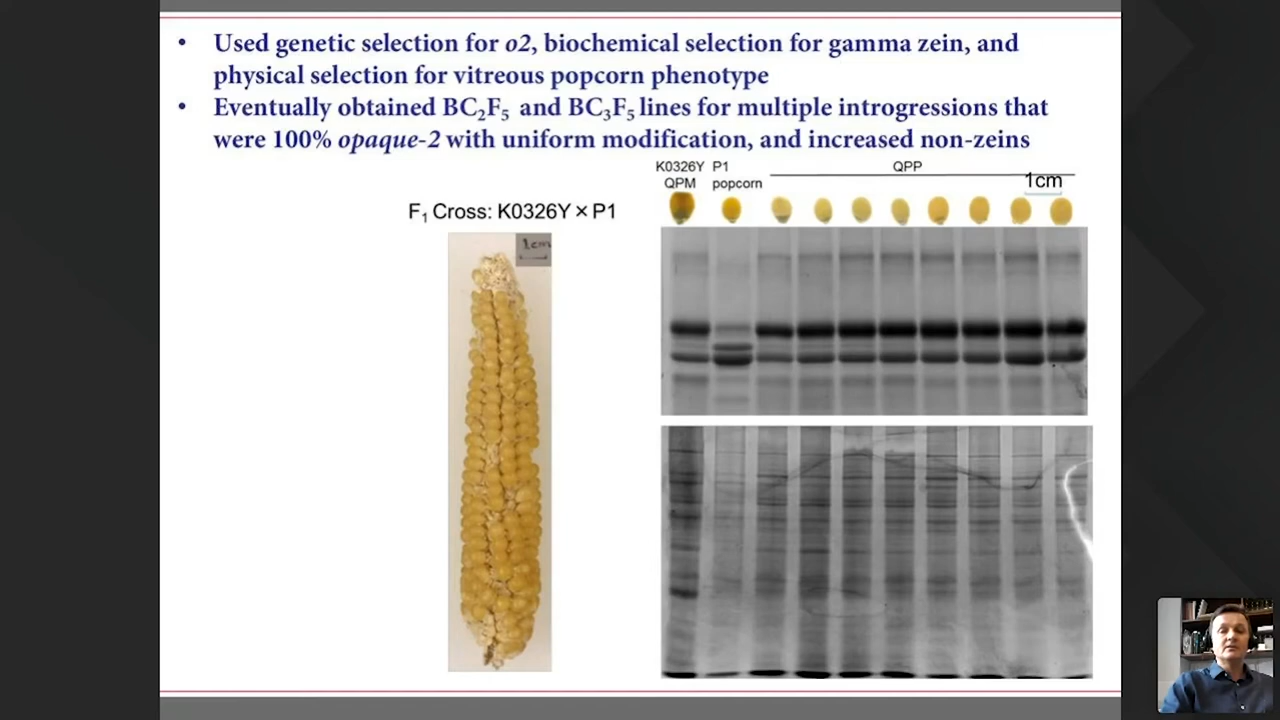 • Used genetic selection for o2, biochemical selection for gamma zein, and
physical selection for vitreous popcorn phenotype
• Eventually obtained BC₂F₅ and BC₃F₅ lines for multiple introgressions that
were 100% opaque-2 with uniform modification, and increased non-zeins
K0326Y P1 QPP
QPM popcorn 1cm
F₁ Cross: K0326Y × P1
1cm